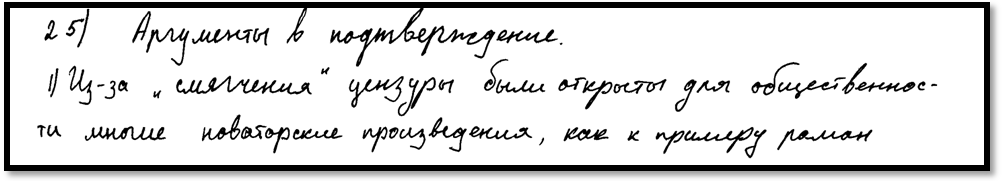 25) Аргументы в подтверждение.
1) Из-за „смягчения" цензуры были открыты для общественнос-
ти многие новаторские произведения, как к примеру роман